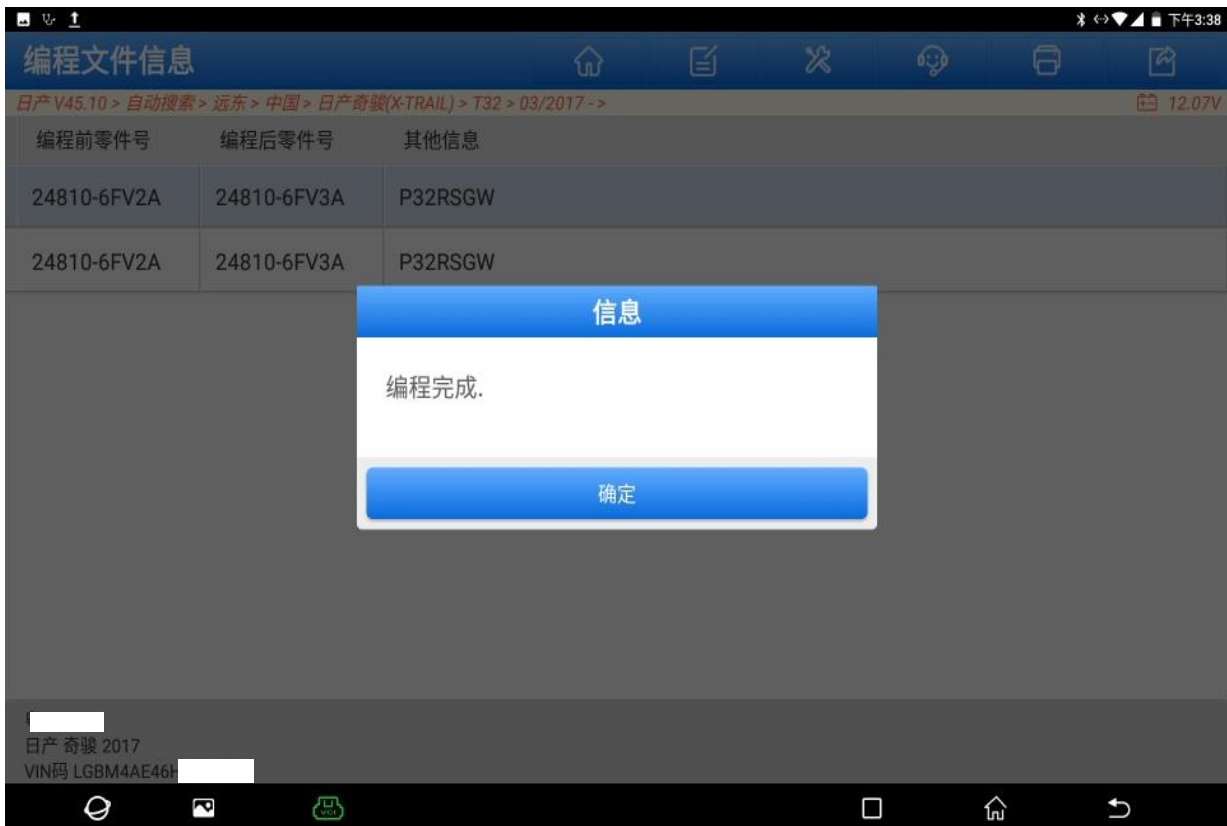 下午3:38
编程文件信息
日产 V45.10 > 自动搜索 > 远东 > 中国 > 日产奇骏(X-TRAIL) > T32 > 03/2017 - >
12.07V
编程前零件号 编程后零件号 其他信息
24810-6FV2A 24810-6FV3A P32RSGW
24810-6FV2A 24810-6FV3A P32RSGW
信息
编程完成.
确定
日产 奇骏 2017
VIN码 LGBM4AE46H
VCI